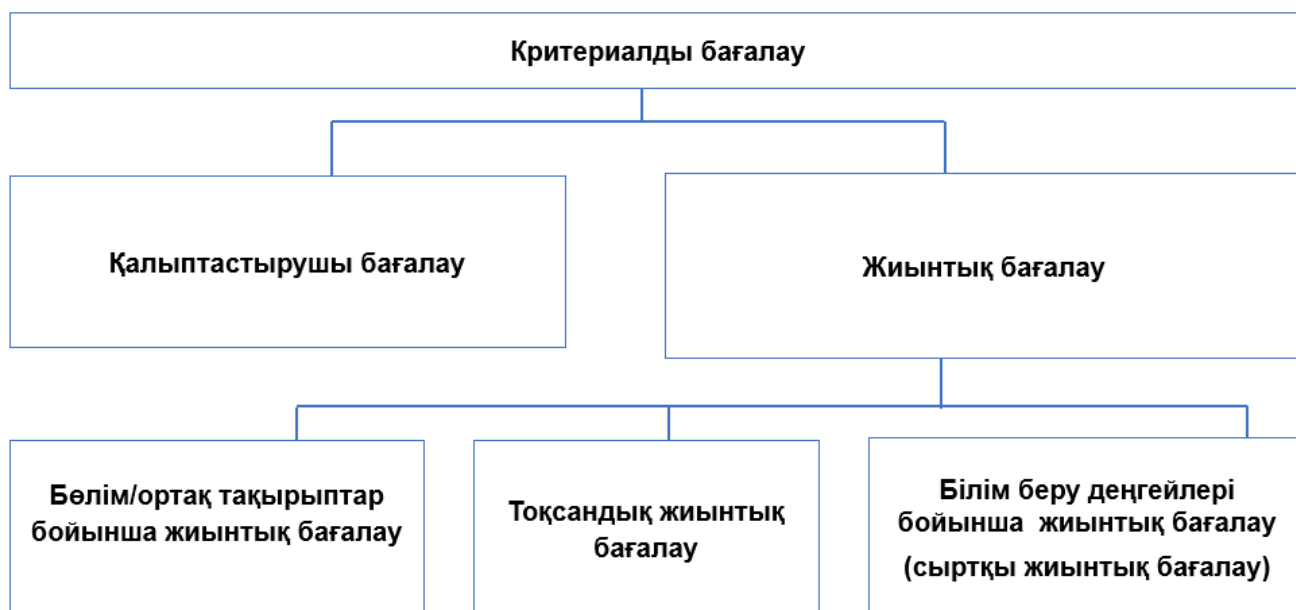 Критериалды бағалау
Қалыптастырушы бағалау
Жиынтық бағалау
Бөлім/ортақ тақырыптар
бойынша жиынтық бағалау
Тоқсандық жиынтық
бағалау
Білім беру деңгейлері
бойынша жиынтық бағалау
(сыртқы жиынтық бағалау)